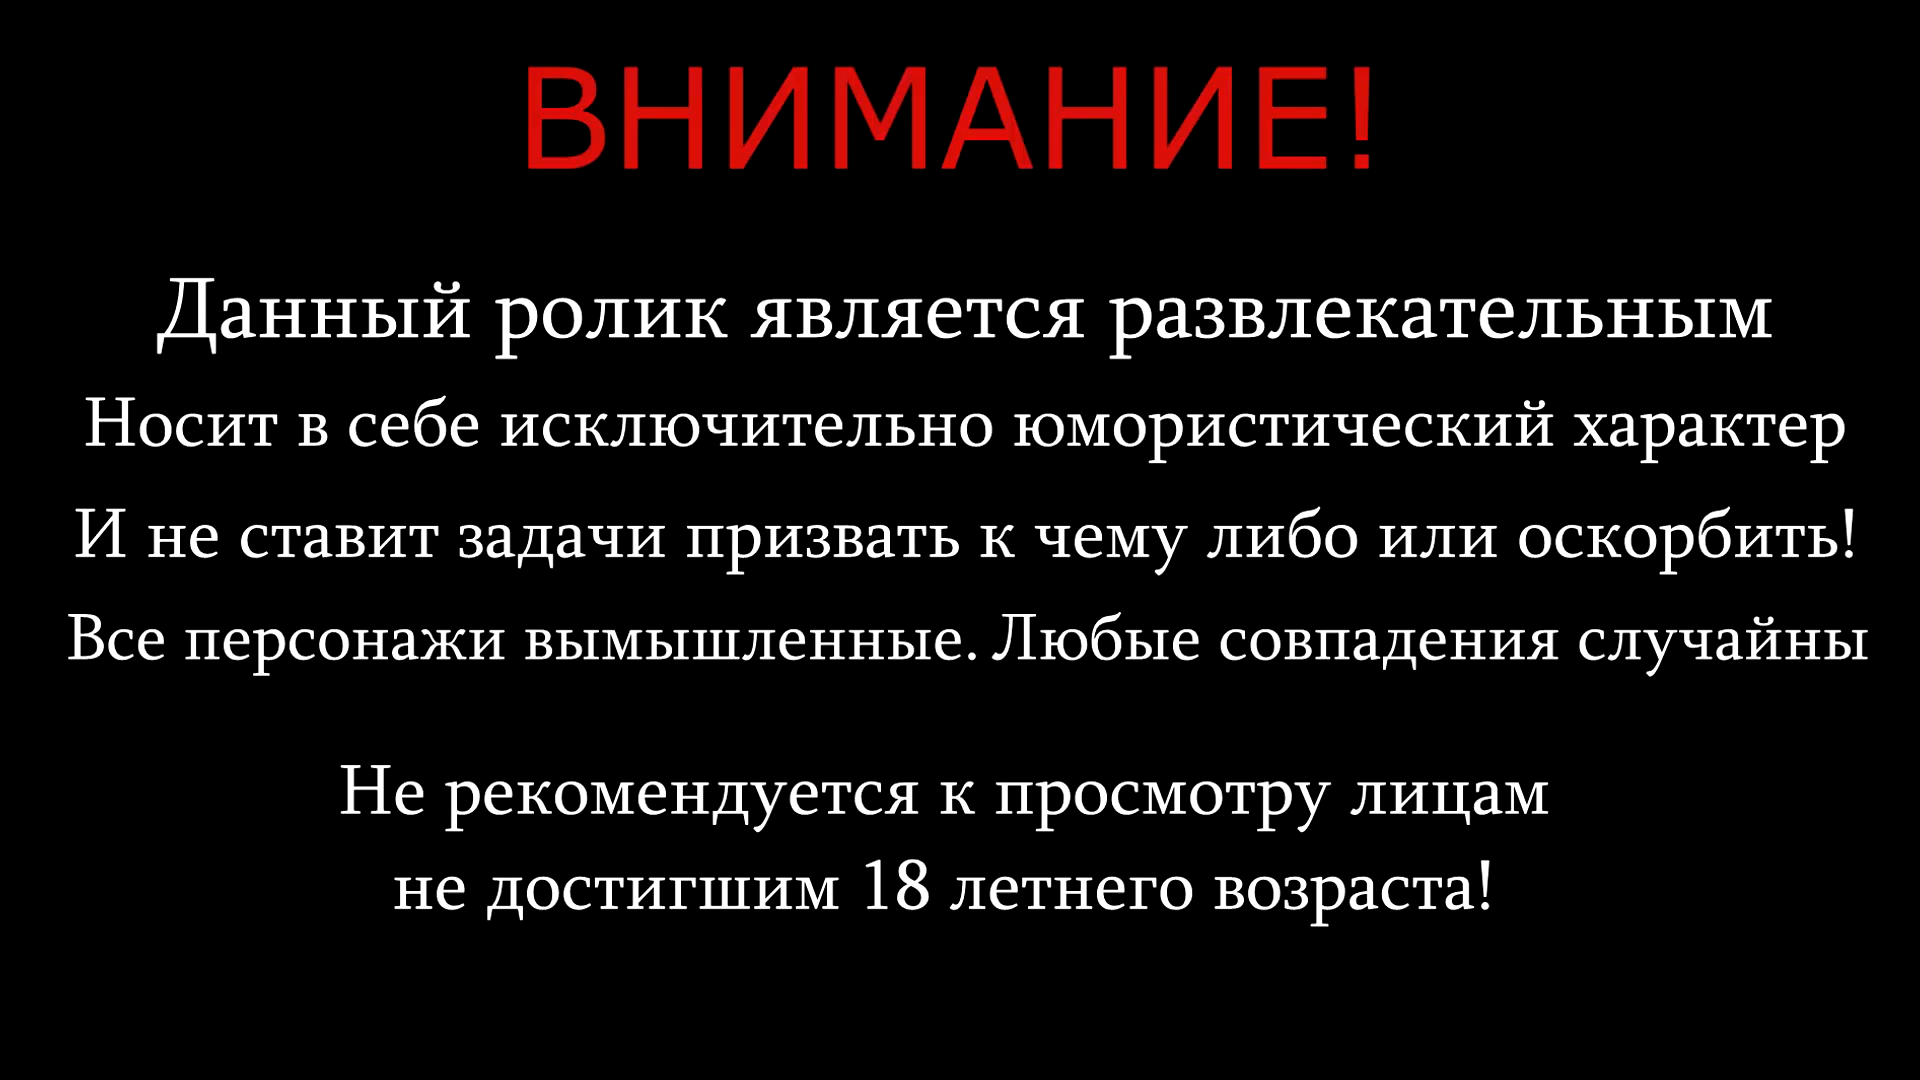 ВНИМАНИЕ!
Данный ролик является развлекательным
Носит в себе исключительно юмористический характер
И не ставит задачи призвать к чему либо или оскорбить!
Все персонажи вымышленные. Любые совпадения случайны
Не рекомендуется к просмотру лицам
не достигшим 18 летнего возраста!